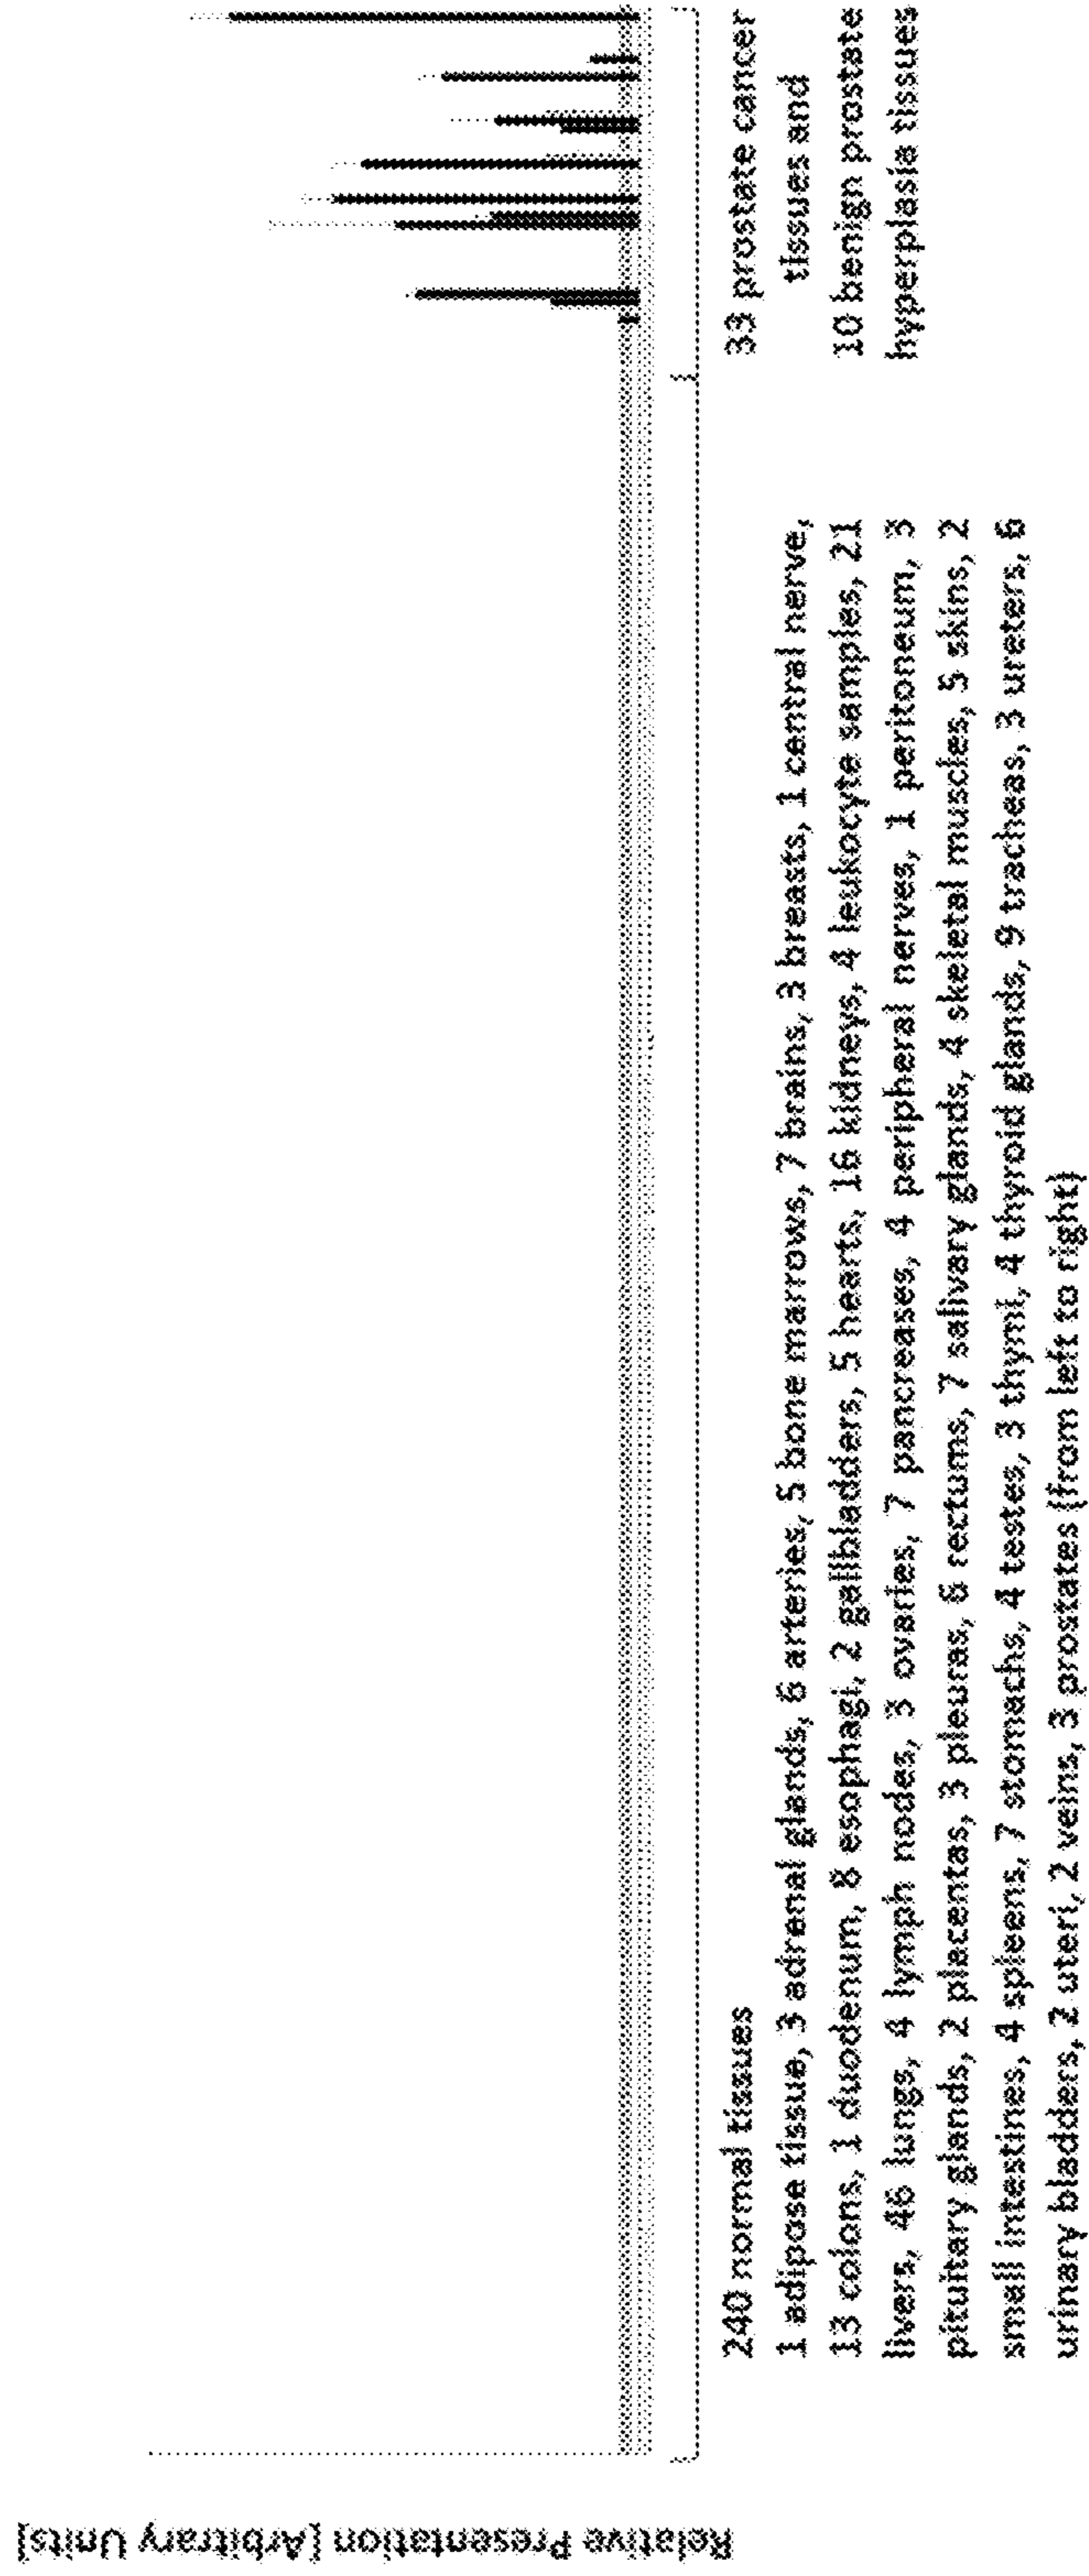 Relative Presentation [Arbitrary Units]
240 normal tissues
1 adipose tissue, 3 adrenal glands, 6 arteries, 5 bone marrows, 7 brains, 3 breasts, 1 central nerve,
13 colons, 1 duodenum, 8 esophagi, 2 gallbladders, 5 hearts, 16 kidneys, 4 leukocyte samples, 21
livers, 46 lungs, 4 lymph nodes, 3 ovaries, 7 pancreases, 4 peripheral nerves, 1 peritoneum, 3
pituitary glands, 2 placentas, 3 pleuras, 6 rectums, 7 salivary glands, 4 skeletal muscles, 5 skins, 2
small intestines, 4 spleens, 7 stomachs, 4 testes, 3 thymi, 4 thyroid glands, 9 tracheas, 3 ureters, 6
urinary bladders, 2 uteri, 2 veins, 3 prostates (from left to right)
33 prostate cancer
tissues and
10 benign prostate
hyperplasia tissues